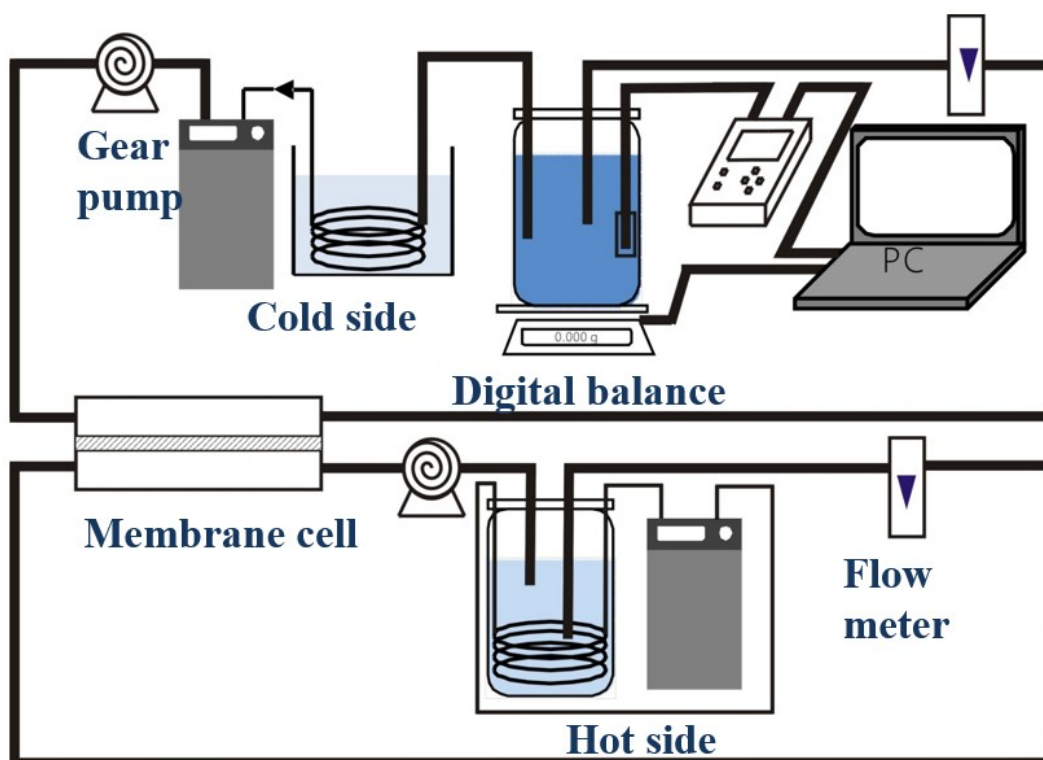 Gear
pump
Cold side
PC
0.000 g
Digital balance
Membrane cell
Flow
meter
Hot side